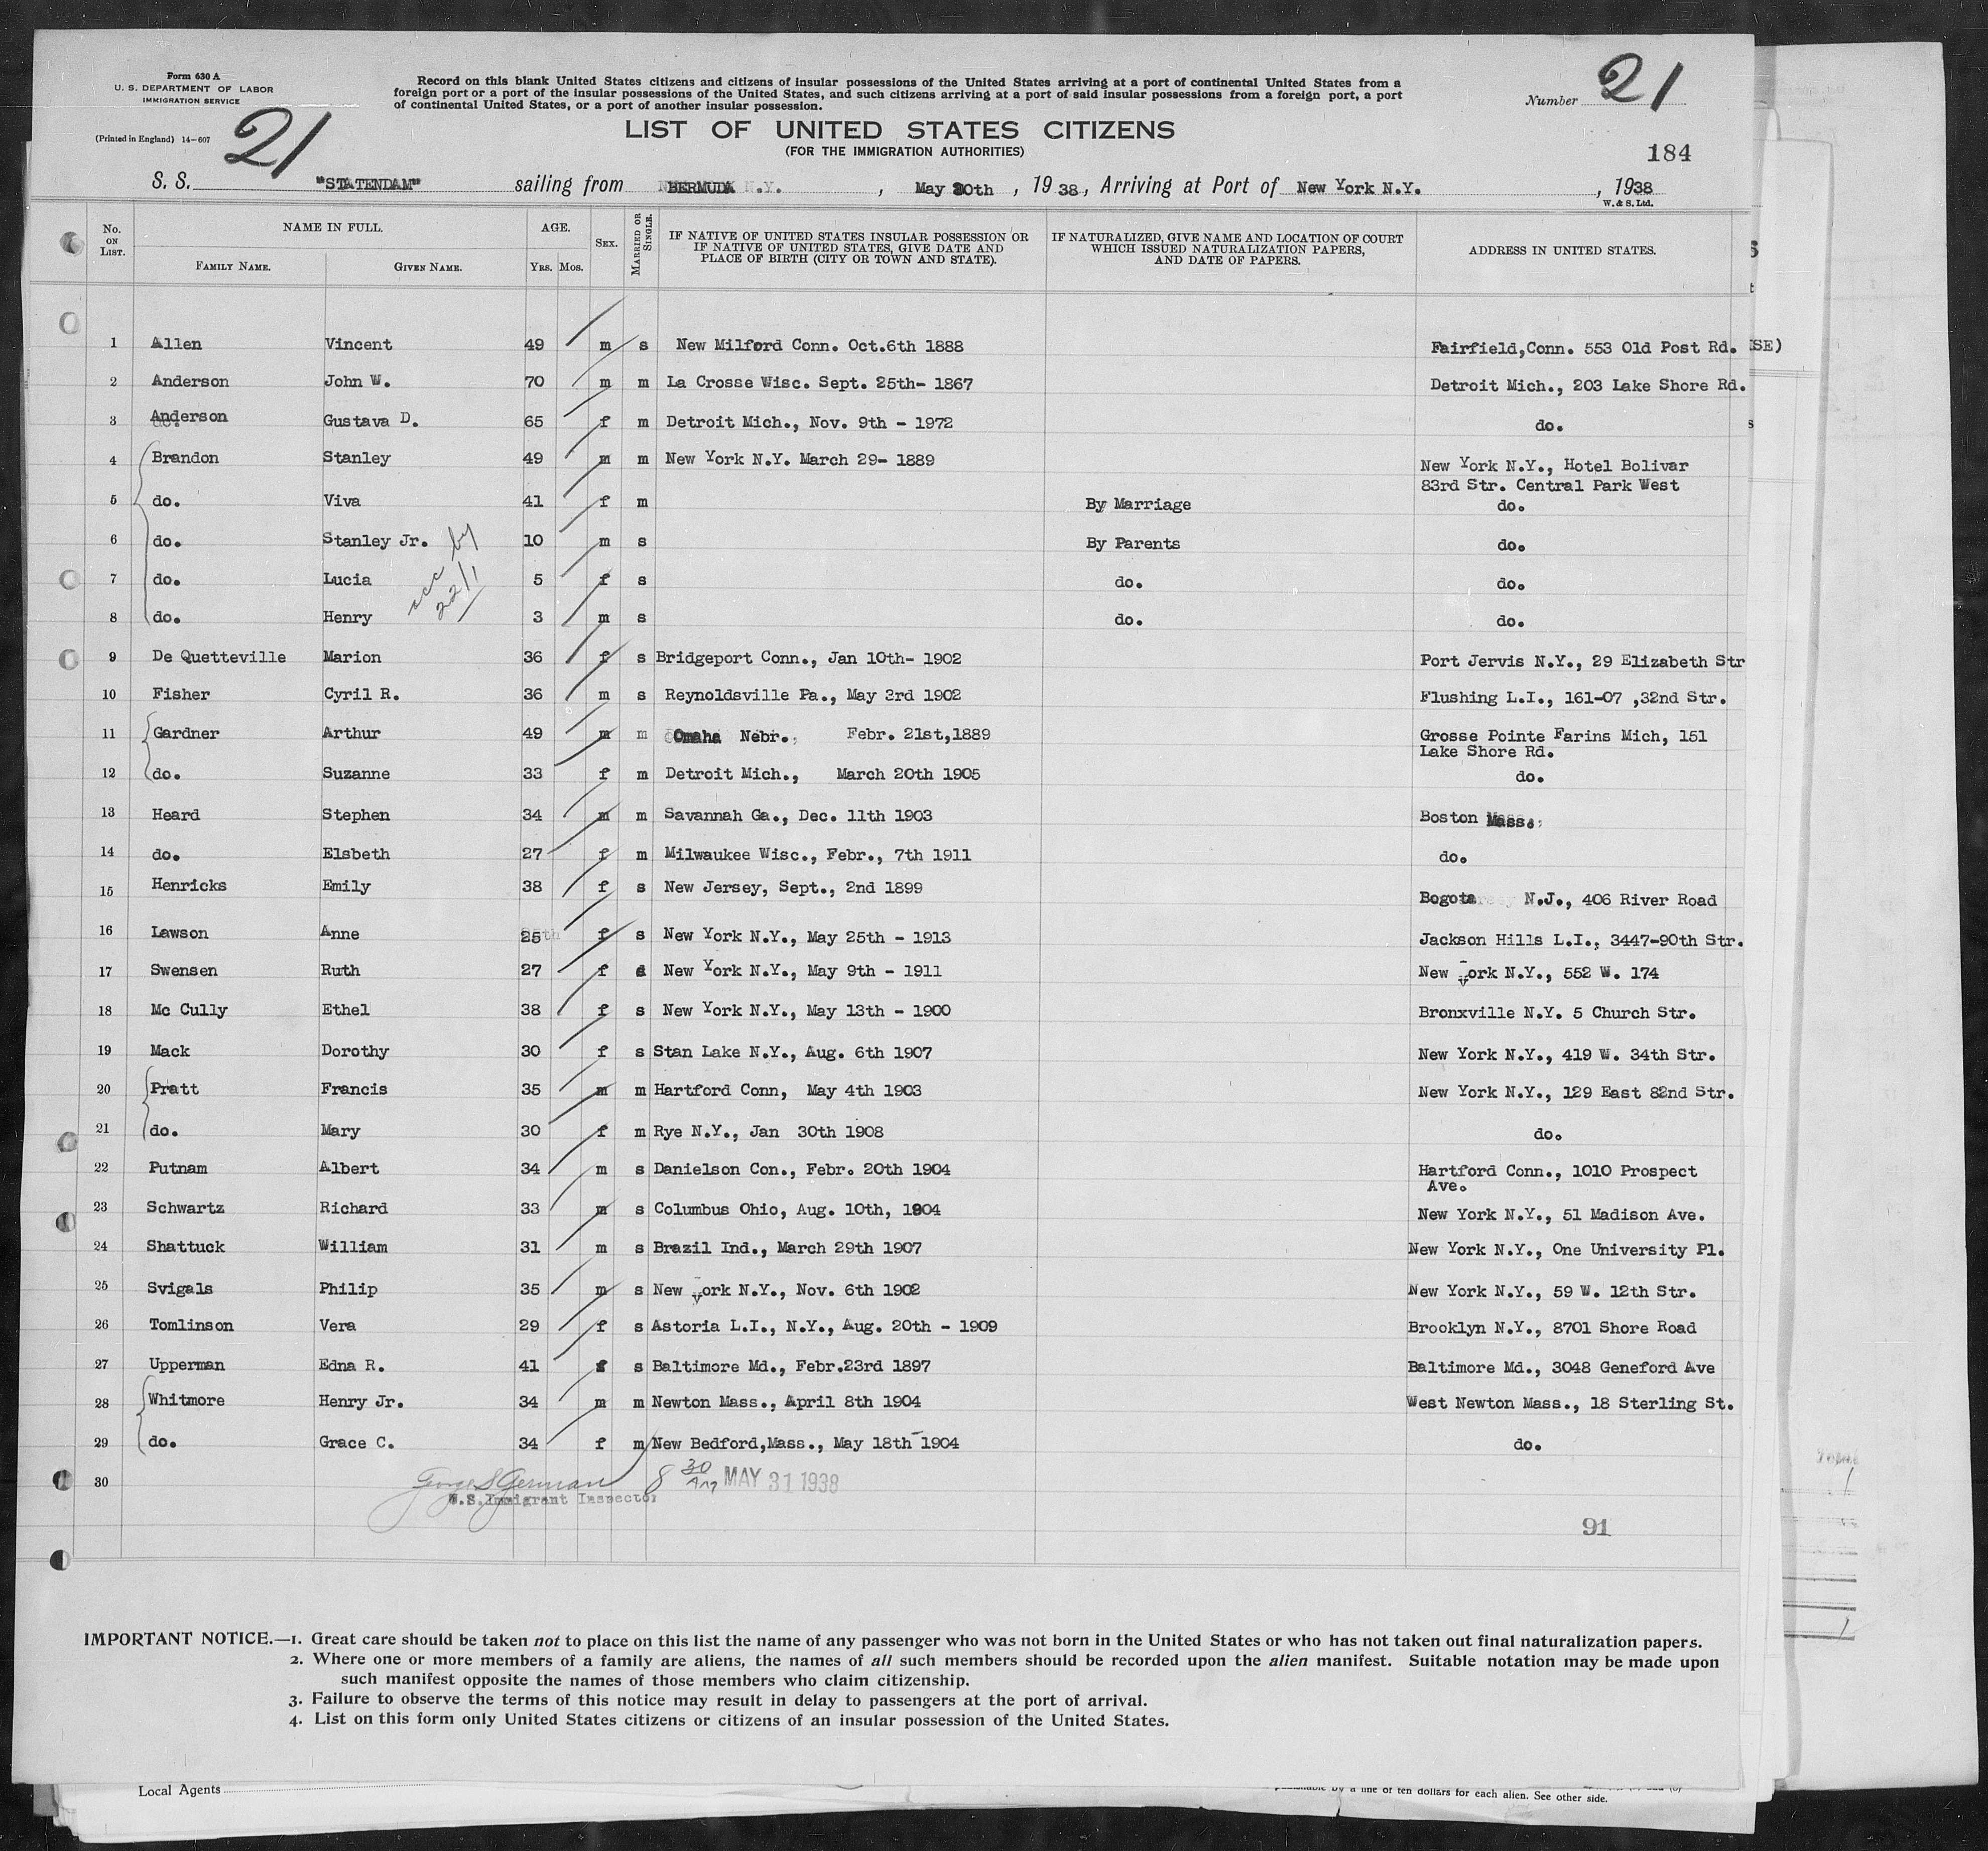 Form 630 A
U. S. DEPARTMENT OF LABOR
IMMIGRATION SERVICE
(Printed in England) 14-607
21
Record on this blank United States citizens and citizens of insular possessions of the United States arriving at a port of continental United States from a
foreign port or a port of the insular possessions of the United States, and such citizens arriving at a port of said insular possessions from a foreign port, a port
of continental United States, or a port of another insular possession.
Number 21
LIST OF UNITED STATES CITIZENS
(FOR THE IMMIGRATION AUTHORITIES)
184
S. S. "STATENDAM" sailing from BERMUDA N.Y. , May 30th , 19 38, Arriving at Port of New York N.Y. , 1938
W. & S. Ltd.
No. ON LIST. NAME IN FULL. FAMILY NAME. GIVEN NAME. AGE. YRS. MOS. SEX. MARRIED OR SINGLE. IF NATIVE OF UNITED STATES INSULAR POSSESSION OR IF NATIVE OF UNITED STATES, GIVE DATE AND PLACE OF BIRTH (CITY OR TOWN AND STATE). IF NATURALIZED, GIVE NAME AND LOCATION OF COURT WHICH ISSUED NATURALIZATION PAPERS, AND DATE OF PAPERS. ADDRESS IN UNITED STATES.
1 Allen Vincent 49 m s New Milford Conn. Oct.6th 1888 Fairfield,Conn. 553 Old Post Rd. SE)
2 Anderson John W. 70 m m La Crosse Wisc. Sept. 25th- 1867 Detroit Mich., 203 Lake Shore Rd.
3 Anderson Gustava D. 65 f m Detroit Mich., Nov. 9th - 1972 do.
4 Brandon Stanley 49 m m New York N.Y. March 29- 1889 New York N.Y., Hotel Bolivar
83rd Str. Central Park West
5 do. Viva 41 f m By Marriage do.
6 do. Stanley Jr. 10 m s By Parents do.
7 do. Lucia 5 f s do. do.
8 do. Henry 3 m s do. do.
9 De Quetteville Marion 36 f s Bridgeport Conn., Jan 10th- 1902 Port Jervis N.Y., 29 Elizabeth Str
10 Fisher Cyril R. 36 m s Reynoldsville Pa., May 3rd 1902 Flushing L.I., 161-07 ,32nd Str.
11 Gardner Arthur 49 m m Omaha Nebr., Febr. 21st,1889 Grosse Pointe Farins Mich, 151
Lake Shore Rd.
12 do. Suzanne 33 f m Detroit Mich., March 20th 1905 do.
13 Heard Stephen 34 m m Savannah Ga., Dec. 11th 1903 Boston Mass.
14 do. Elsbeth 27 f m Milwaukee Wisc., Febr., 7th 1911 do.
15 Henricks Emily 38 f s New Jersey, Sept., 2nd 1899 Bogota N.J., 406 River Road
16 Lawson Anne 25 f s New York N.Y., May 25th - 1913 Jackson Hills L.I., 3447-90th Str.
17 Swensen Ruth 27 f d New York N.Y., May 9th - 1911 New York N.Y., 552 W. 174
18 Mc Cully Ethel 38 f s New York N.Y., May 13th - 1900 Bronxville N.Y. 5 Church Str.
19 Mack Dorothy 30 f s Stan Lake N.Y., Aug. 6th 1907 New York N.Y., 419 W. 34th Str.
20 Pratt Francis 35 m m Hartford Conn, May 4th 1903 New York N.Y., 129 East 82nd Str.
21 do. Mary 30 f m Rye N.Y., Jan 30th 1908 do.
22 Putnam Albert 34 m s Danielson Con., Febr. 20th 1904 Hartford Conn., 1010 Prospect
Ave.
23 Schwartz Richard 33 m s Columbus Ohio, Aug. 10th, 1904 New York N.Y., 51 Madison Ave.
24 Shattuck William 31 m s Brazil Ind., March 29th 1907 New York N.Y., One University Pl.
25 Svigals Philip 35 m s New York N.Y., Nov. 6th 1902 New York N.Y., 59 W. 12th Str.
26 Tomlinson Vera 29 f s Astoria L.I., N.Y., Aug. 20th - 1909 Brooklyn N.Y., 8701 Shore Road
27 Upperman Edna R. 41 f s Baltimore Md., Febr.23rd 1897 Baltimore Md., 3048 Geneford Ave
28 Whitmore Henry Jr. 34 m m Newton Mass., April 8th 1904 West Newton Mass., 18 Sterling St.
29 do. Grace C. 34 f m New Bedford,Mass., May 18th 1904 do.
acc by
22/1
30 George S German 8 30 Am MAY 31 1938
U.S.Immigrant Inspector
91
IMPORTANT NOTICE.—1. Great care should be taken not to place on this list the name of any passenger who was not born in the United States or who has not taken out final naturalization papers.
2. Where one or more members of a family are aliens, the names of all such members should be recorded upon the alien manifest. Suitable notation may be made upon
such manifest opposite the names of those members who claim citizenship.
3. Failure to observe the terms of this notice may result in delay to passengers at the port of arrival.
4. List on this form only United States citizens or citizens of an insular possession of the United States.
Local Agents
by a fine of ten dollars for each alien. See other side.